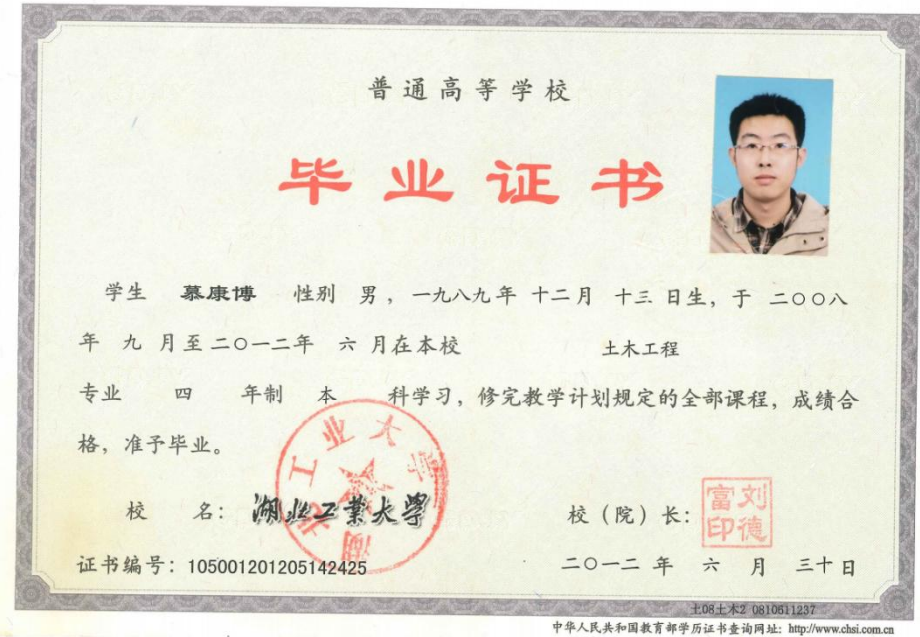 普通高等学校
毕业证书
学生 慕康博 性别 男，一九八九年 十二月 十三 日生，于 二〇〇八
年 九 月至二〇一二年 六 月在本校 土木工程
专业 四 年制 本 科学习，修完教学计划规定的全部课程，成绩合
格，准予毕业。
湖北工业大学
校 名：湖北工業大學
校（院）长：
刘德富印
证书编号：105001201205142425
二〇一二 年 六 月 三十日
土08土木2 0810611237
中华人民共和国教育部学历证书查询网址：http://www.chsi.com.cn